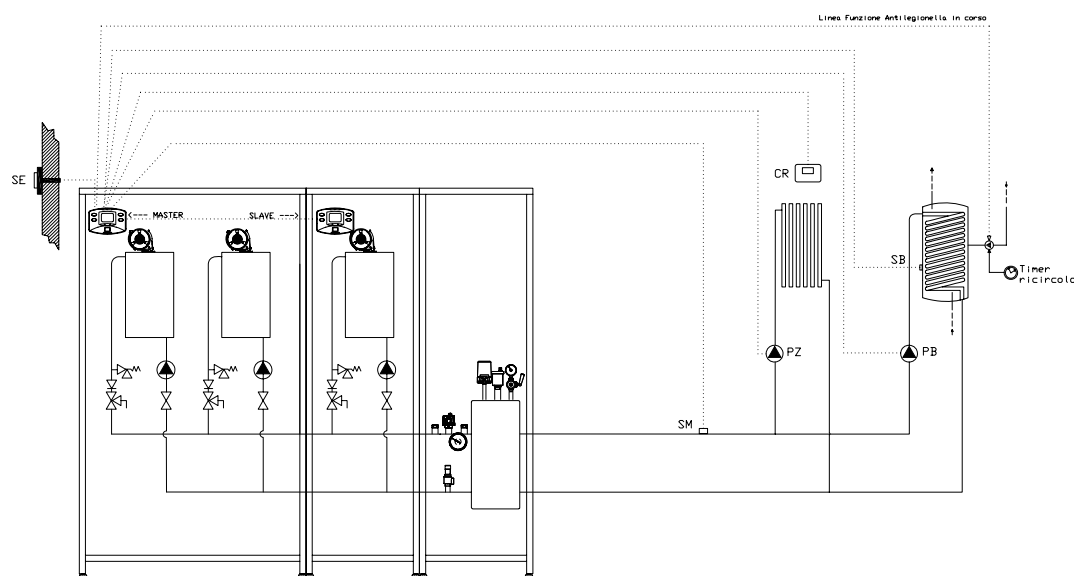 Linea Funzione Antilegionella in corso
SE
CR
<--- MASTER
SLAVE --->
SB
Timer
ricircolo
PZ
PB
SM